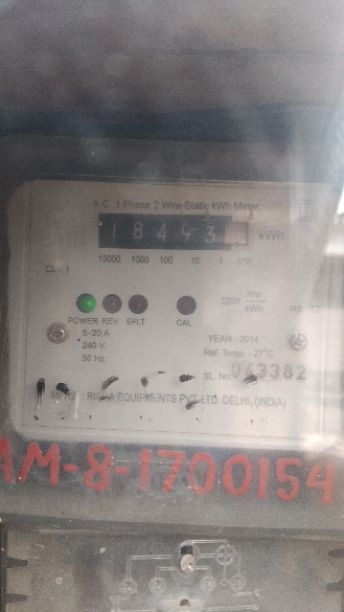 A.C. 1 Phase 2 Wire Static kWh Meter
18493 kWh
10000 1000 100 10 1 1/10
CL - 1
3200 Imp/kWh
POWER REV. EFLT CAL
5-20 A
240 V.
50 Hz.
YEAR 2014
Ref. Temp. - 27°C
SL. No. 043382
EQUIPMENTS PVT. LTD. DELHI, (INDIA)
AM-8-1700154